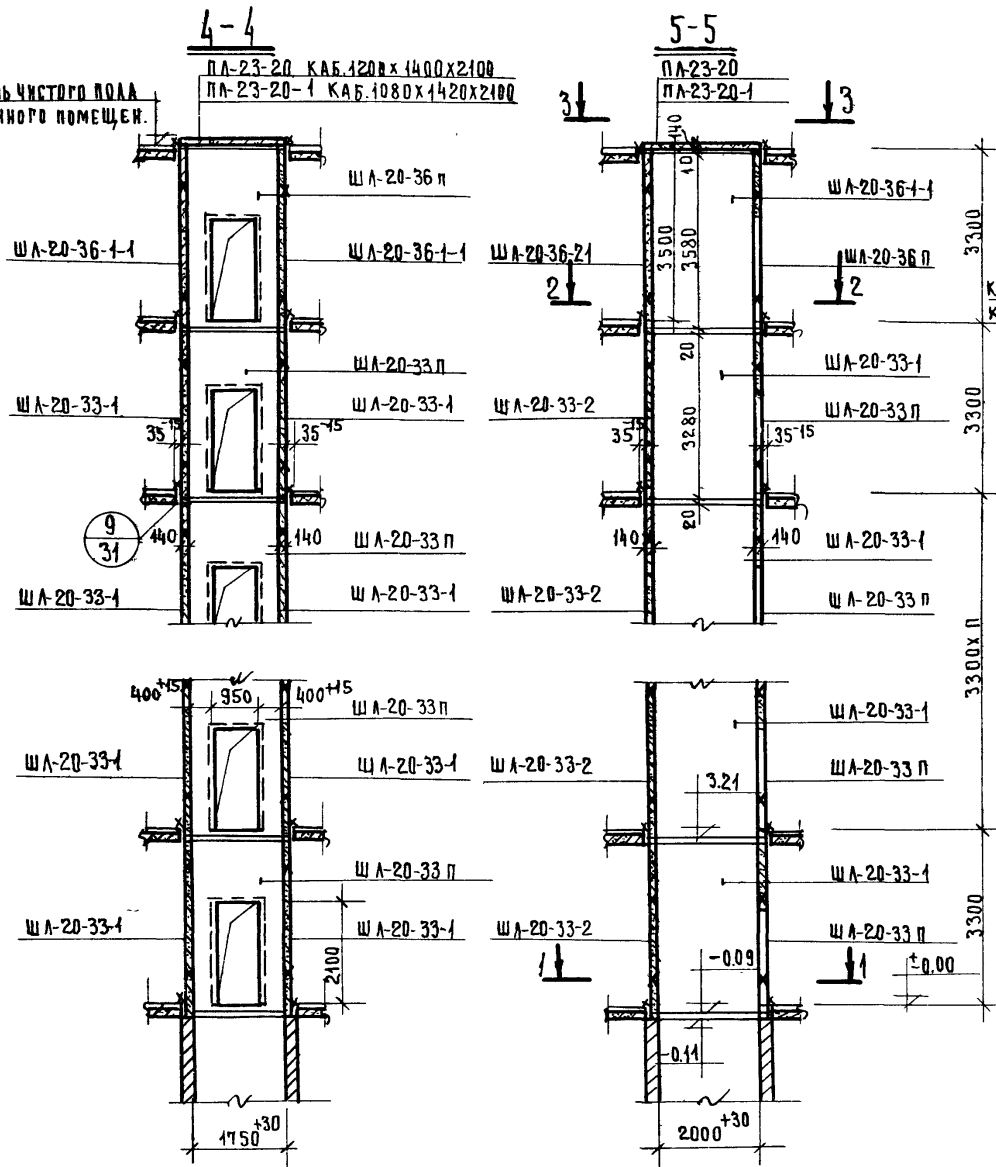 4-4
5-5
ПЛ-23-20 КАБ.1200х1400х2100
ПЛ-23-20-1 КАБ.1080х1420х2100
ПЛ-23-20
ПЛ-23-20-1
Ь ЧИСТОГО ПОЛА
ННОГО ПОМЕЩЕН.
3
3
140
10
ШЛ-20-36 п
ШЛ-20-36-1-1
ШЛ-20-36-1-1
ШЛ-20-36-1-1
ШЛ-20-36-21
ШЛ-20-36 п
3500
3580
3300
2
2
ШЛ-20-33 п
20
ШЛ-20-33-1
ШЛ-20-33-1
ШЛ-20-33-1
ШЛ-20-33-2
ШЛ-20-33 п
35-15
35-15
35-15
35-15
3280
3300
9
31
140
140
ШЛ-20-33 п
20
140
140
ШЛ-20-33-1
ШЛ-20-33-1
ШЛ-20-33-1
ШЛ-20-33-2
ШЛ-20-33 п
3300х п
400+15
950
400+15
ШЛ-20-33 п
ШЛ-20-33-1
ШЛ-20-33-1
ШЛ-20-33-1
ШЛ-20-33-2
ШЛ-20-33 п
3.21
ШЛ-20-33 п
ШЛ-20-33-1
ШЛ-20-33-1
ШЛ-20-33-1
ШЛ-20-33-2
ШЛ-20-33 п
2100
3300
1
1
-0.09
±0.00
-0.11
1750+30
2000+30